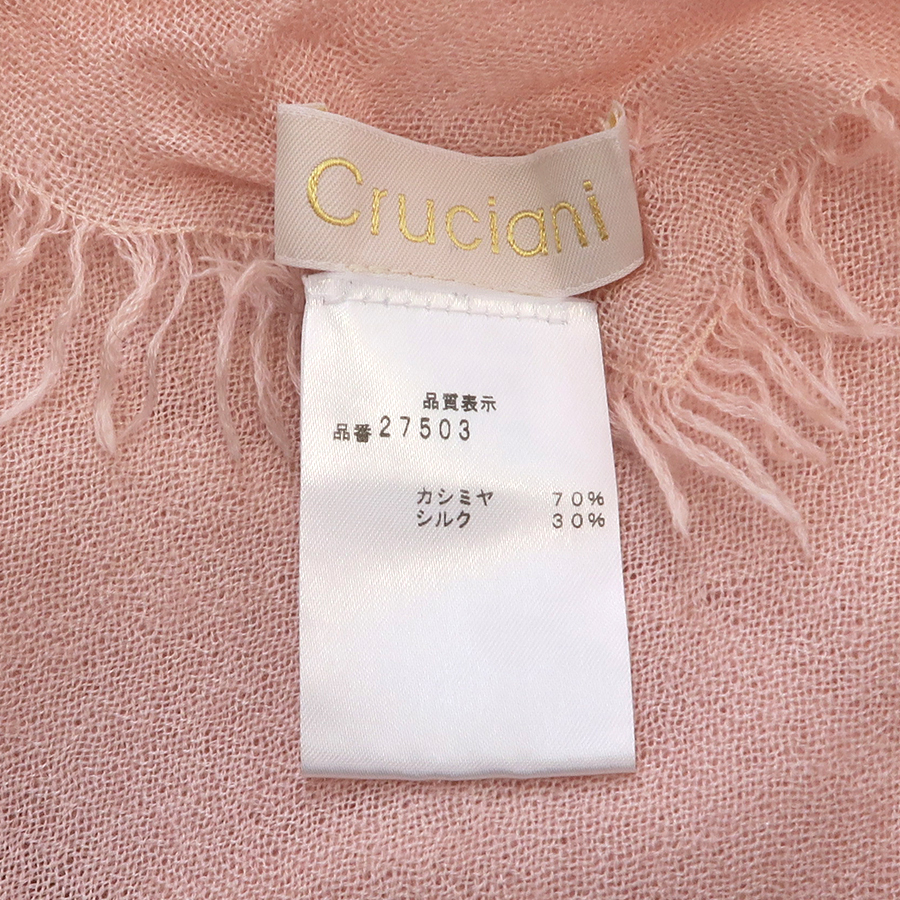 Cruciani
品質表示
品番27503
カシミヤ 70%
シルク 30%